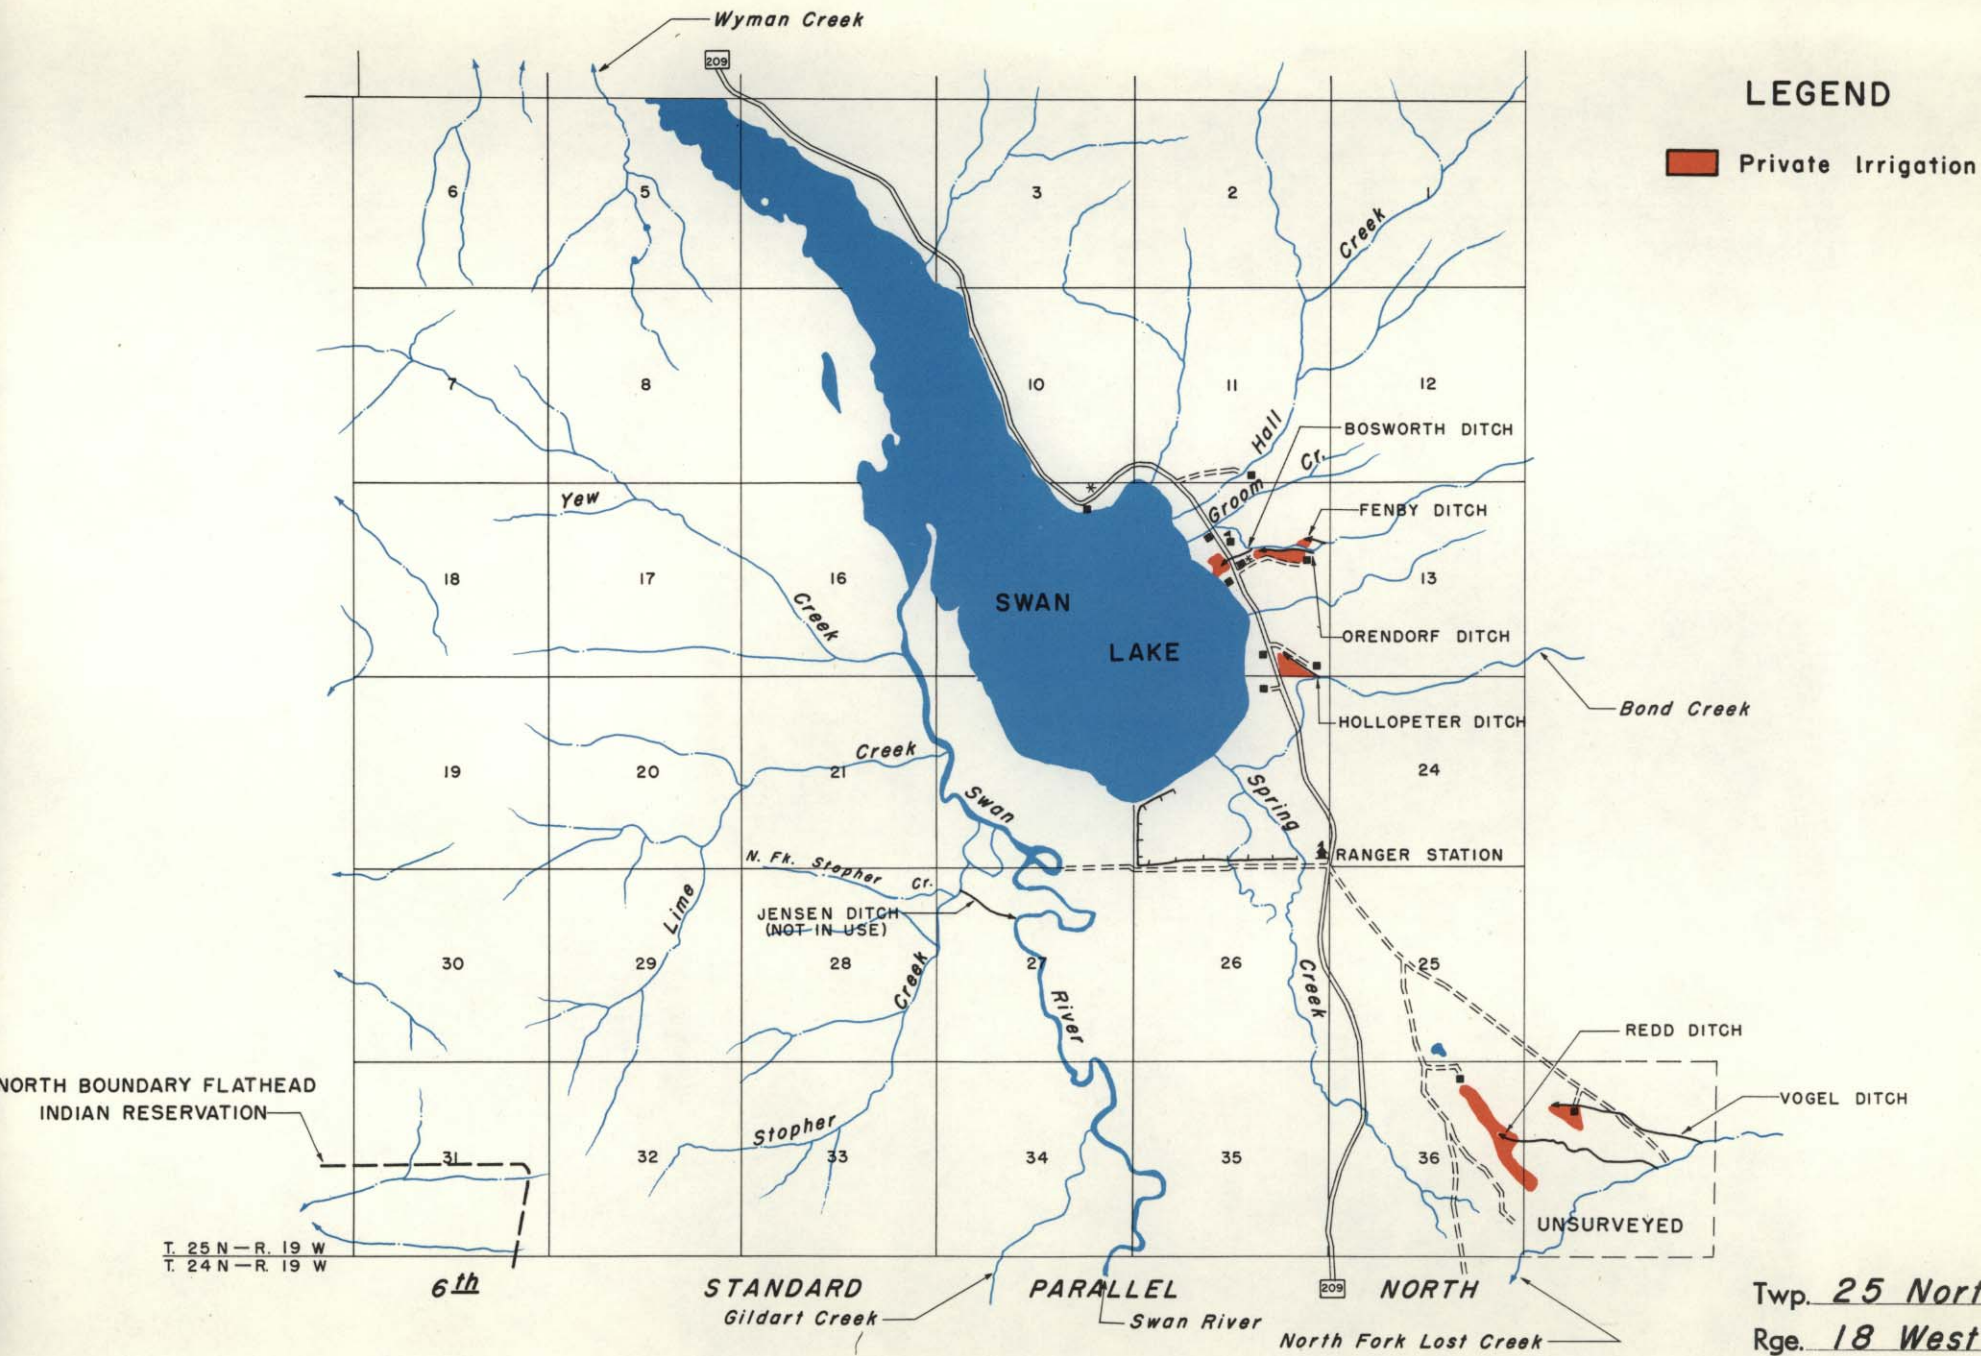 Wyman Creek
209
LEGEND
Private Irrigation
6
5
3
2
1
Creek
7
8
10
11
12
Hall
BOSWORTH DITCH
Cr.
Groom
Yew
FENBY DITCH
18
17
16
13
Creek
SWAN
LAKE
ORENDORF DITCH
Bond Creek
HOLLOPETER DITCH
19
20
21
Creek
24
Swan
Spring
N. Fk. Stopher Cr.
RANGER STATION
Lime
JENSEN DITCH
(NOT IN USE)
30
29
28
Creek
27
26
Creek
25
River
REDD DITCH
NORTH BOUNDARY FLATHEAD
INDIAN RESERVATION
VOGEL DITCH
Stopher
31
32
33
34
35
36
UNSURVEYED
T. 25 N — R. 19 W
T. 24 N — R. 19 W
6th STANDARD PARALLEL NORTH
209
Gildart Creek
Swan River
North Fork Lost Creek
Twp. 25 Nort
Rge. 18 West